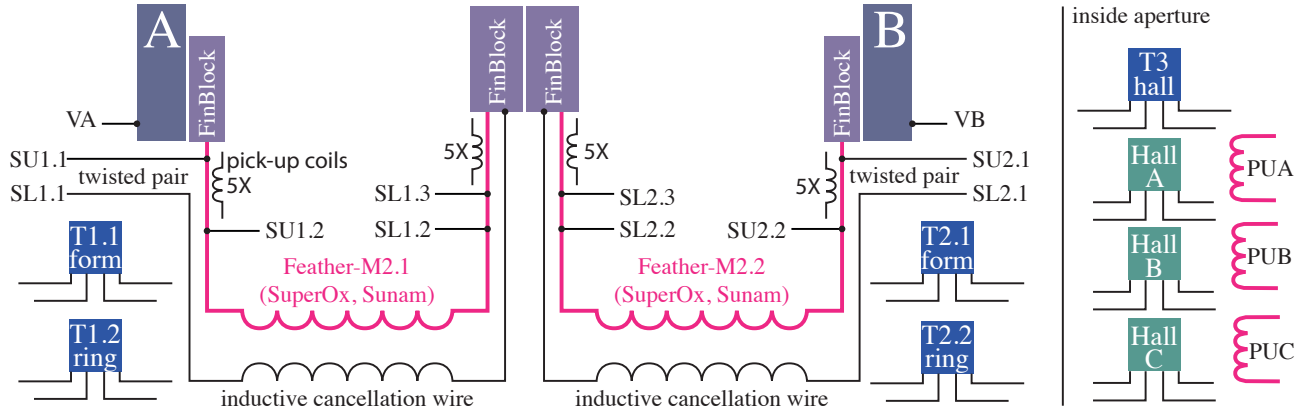 A
FinBlock
FinBlock
FinBlock
B
FinBlock
inside aperture
T3
hall
VA
VB
SU1.1
pick-up coils
5X
twisted pair
SL1.1
5X
5X
SL1.3
SL2.3
5X
SU2.1
twisted pair
SL2.1
SU1.2
SL1.2
SL2.2
SU2.2
Hall
A
PUA
T1.1
form
Feather-M2.1
(SuperOx, Sunam)
Feather-M2.2
(SuperOx, Sunam)
T2.1
form
Hall
B
PUB
T1.2
ring
inductive cancellation wire
inductive cancellation wire
T2.2
ring
Hall
C
PUC